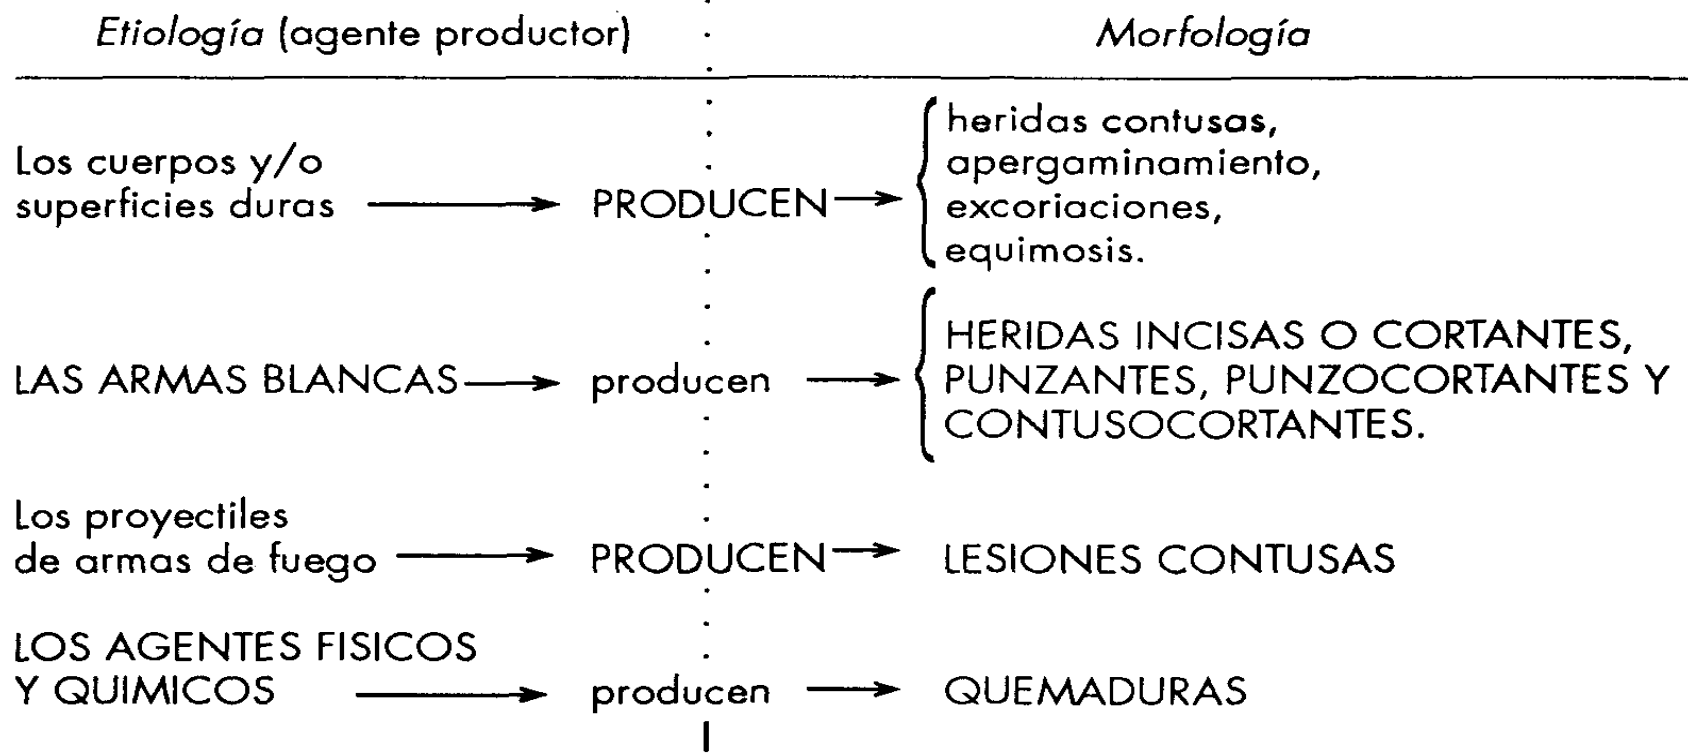 Etiología (agente productor) Morfología
Los cuerpos y/o
superficies duras PRODUCEN
heridas contusas,
apergaminamiento,
excoriaciones,
equimosis.
LAS ARMAS BLANCAS producen
HERIDAS INCISAS O CORTANTES,
PUNZANTES, PUNZOCORTANTES Y
CONTUSOCORTANTES.
Los proyectiles
de armas de fuego PRODUCEN LESIONES CONTUSAS
LOS AGENTES FISICOS
Y QUIMICOS producen QUEMADURAS